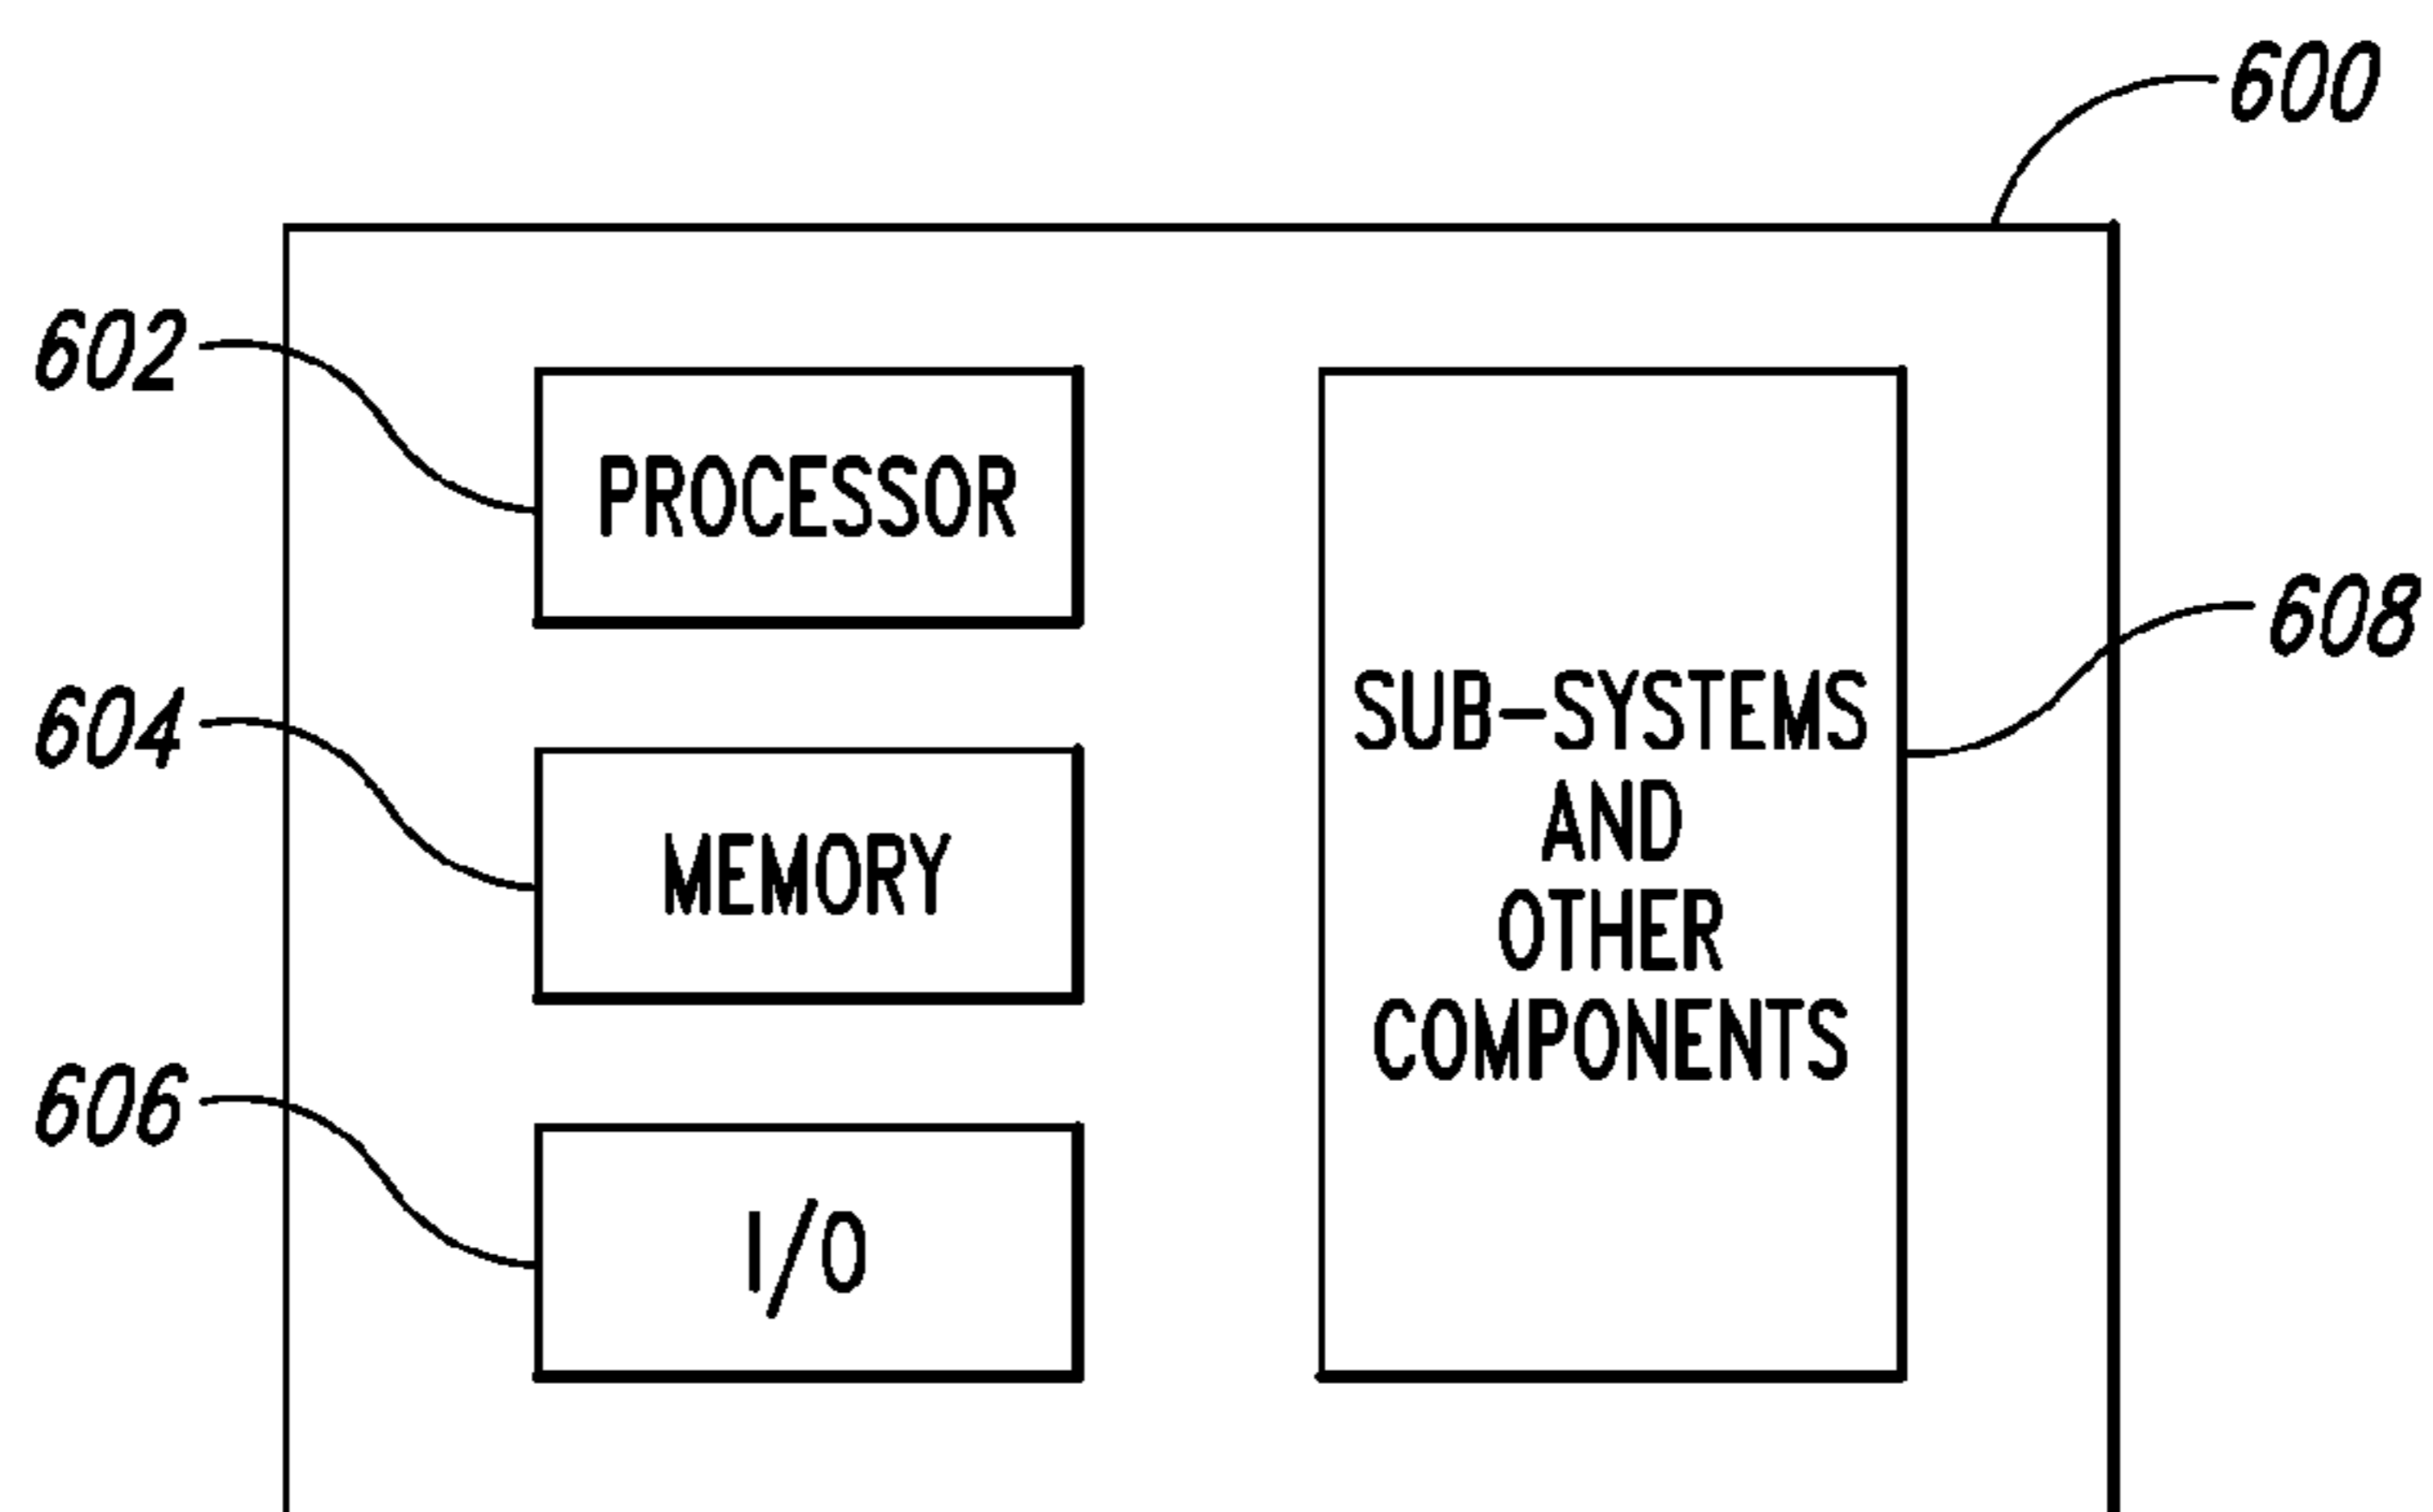 600
602
PROCESSOR
608
SUB-SYSTEMS
AND
OTHER
COMPONENTS
604
MEMORY
606
I/O